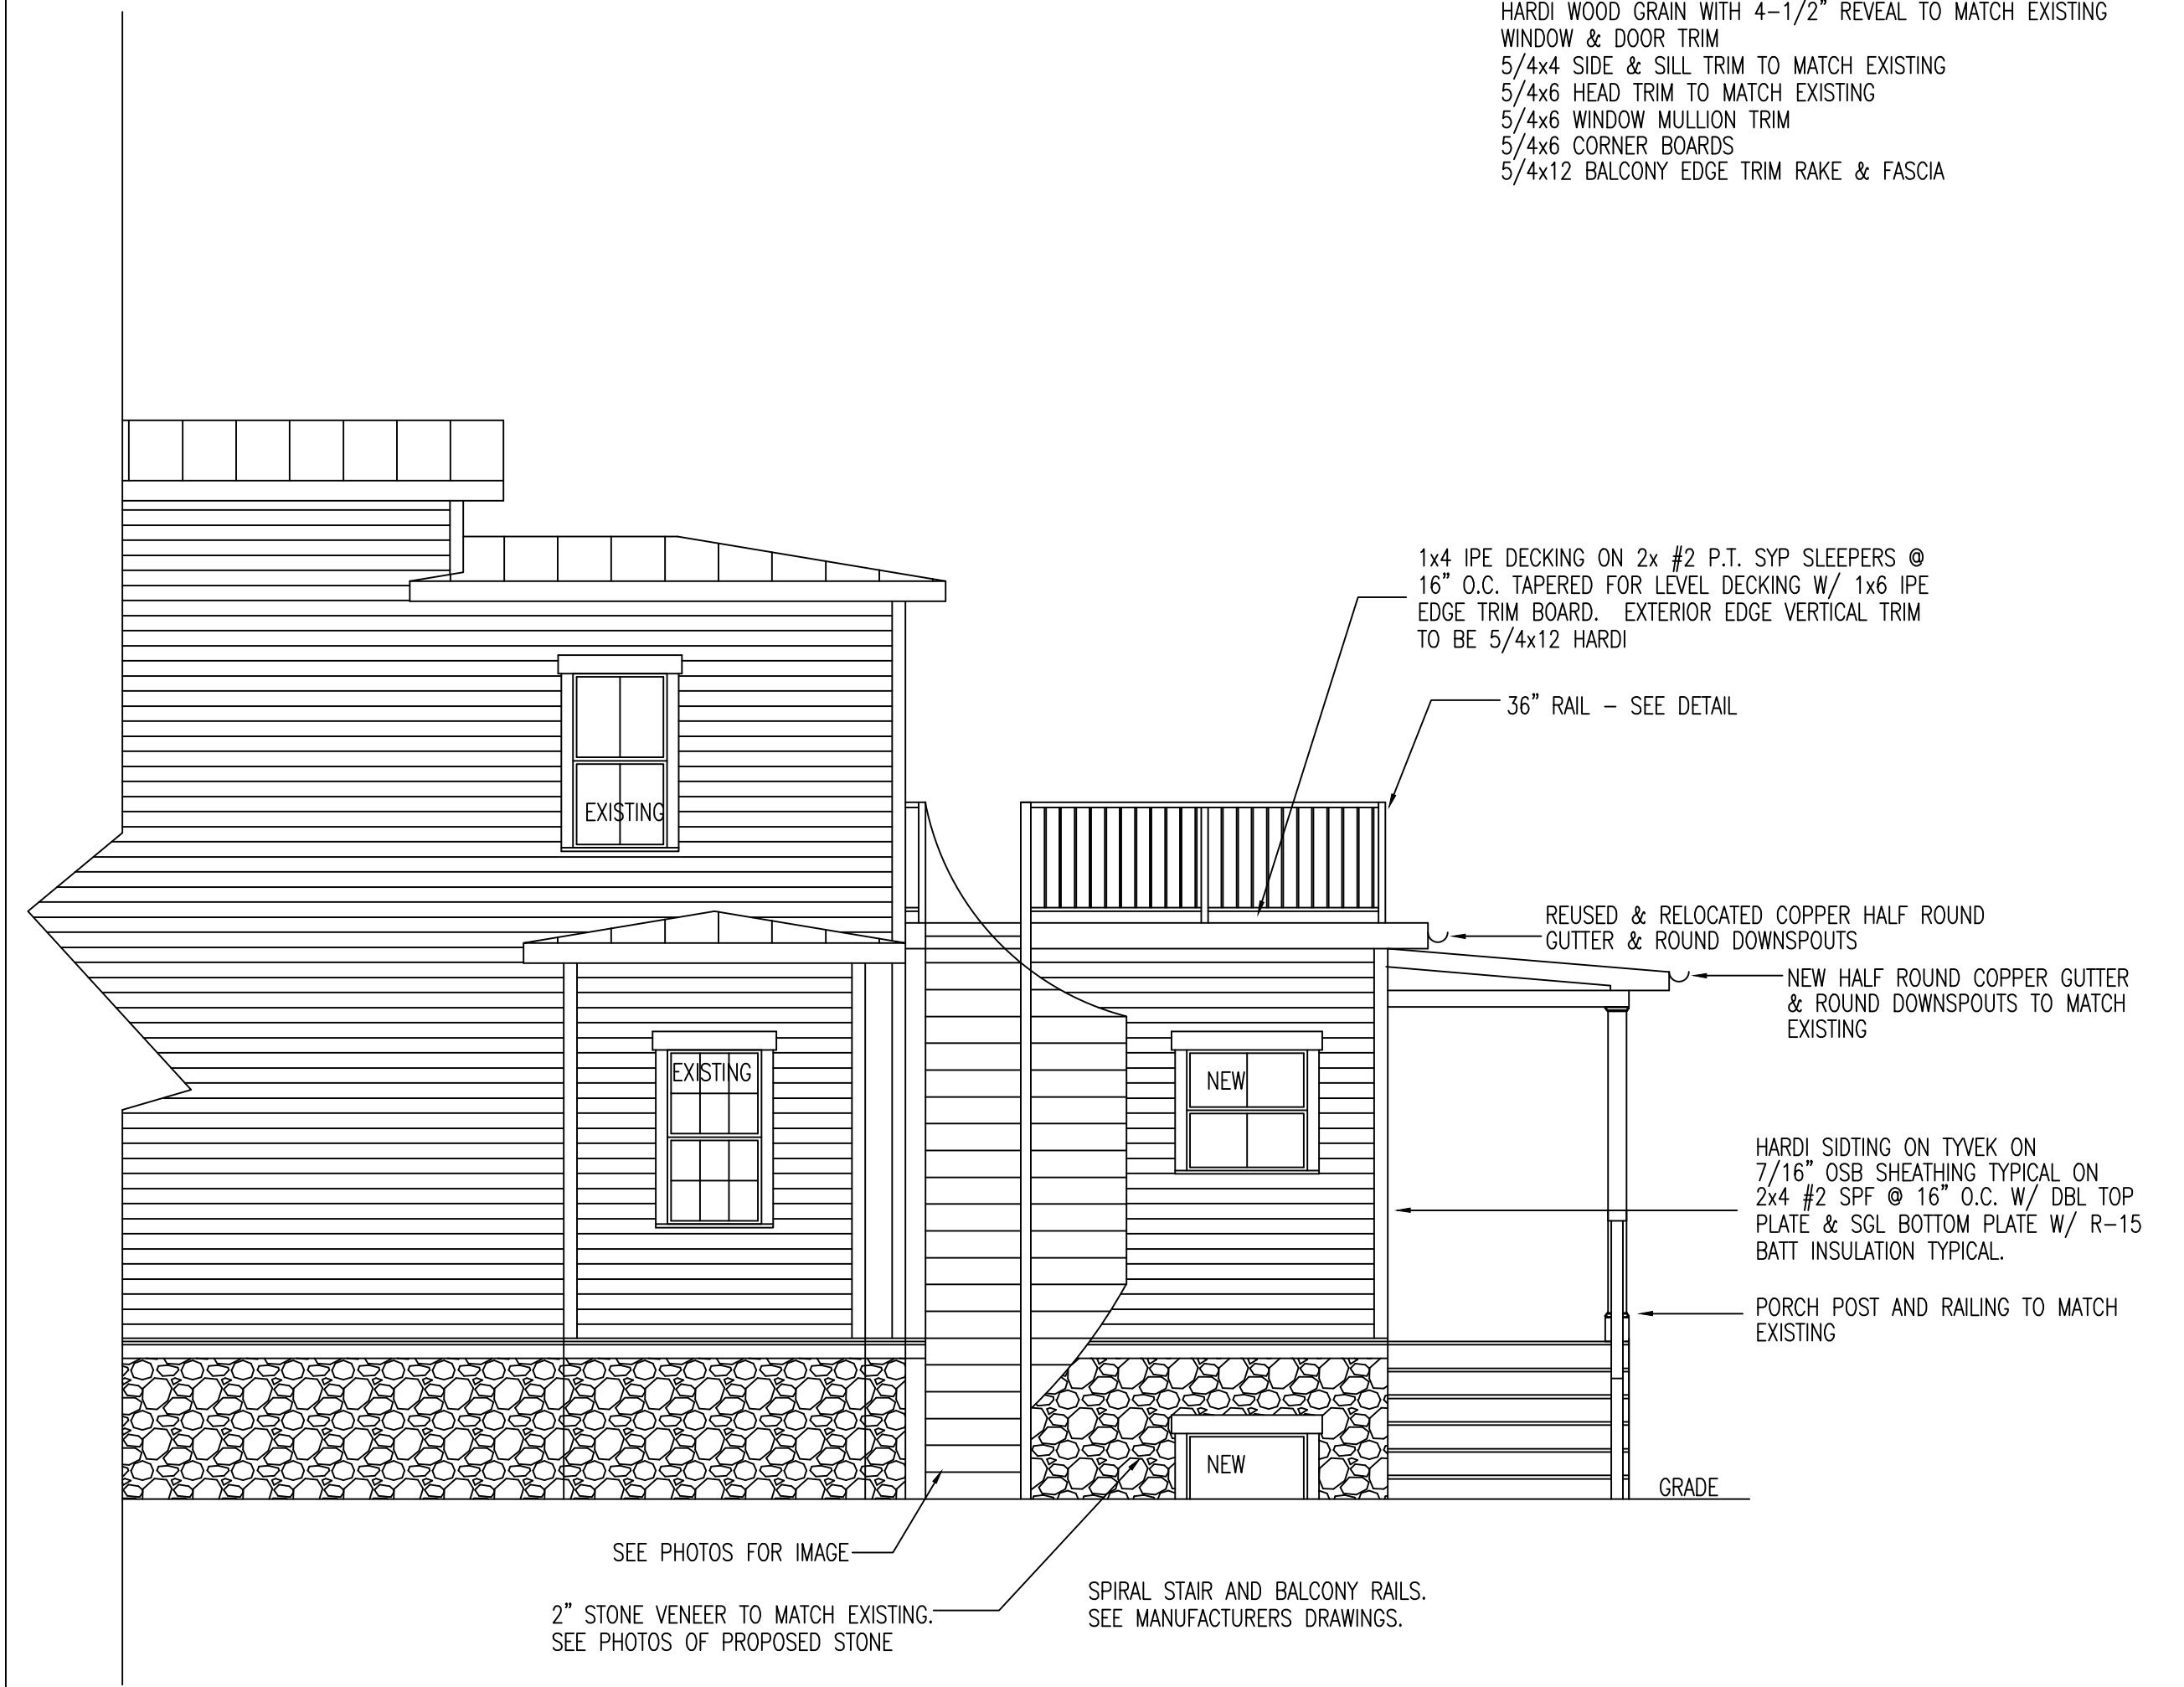 HARDI WOOD GRAIN WITH 4-1/2" REVEAL TO MATCH EXISTING
WINDOW & DOOR TRIM
5/4x4 SIDE & SILL TRIM TO MATCH EXISTING
5/4x6 HEAD TRIM TO MATCH EXISTING
5/4x6 WINDOW MULLION TRIM
5/4x6 CORNER BOARDS
5/4x12 BALCONY EDGE TRIM RAKE & FASCIA
1x4 IPE DECKING ON 2x #2 P.T. SYP SLEEPERS @
16" O.C. TAPERED FOR LEVEL DECKING W/ 1x6 IPE
EDGE TRIM BOARD. EXTERIOR EDGE VERTICAL TRIM
TO BE 5/4x12 HARDI
36" RAIL - SEE DETAIL
EXISTING
REUSED & RELOCATED COPPER HALF ROUND
GUTTER & ROUND DOWNSPOUTS
NEW HALF ROUND COPPER GUTTER
& ROUND DOWNSPOUTS TO MATCH
EXISTING
EXISTING
NEW
HARDI SIDTING ON TYVEK ON
7/16" OSB SHEATHING TYPICAL ON
2x4 #2 SPF @ 16" O.C. W/ DBL TOP
PLATE & SGL BOTTOM PLATE W/ R-15
BATT INSULATION TYPICAL.
PORCH POST AND RAILING TO MATCH
EXISTING
NEW
GRADE
SEE PHOTOS FOR IMAGE
2" STONE VENEER TO MATCH EXISTING.
SEE PHOTOS OF PROPOSED STONE
SPIRAL STAIR AND BALCONY RAILS.
SEE MANUFACTURERS DRAWINGS.